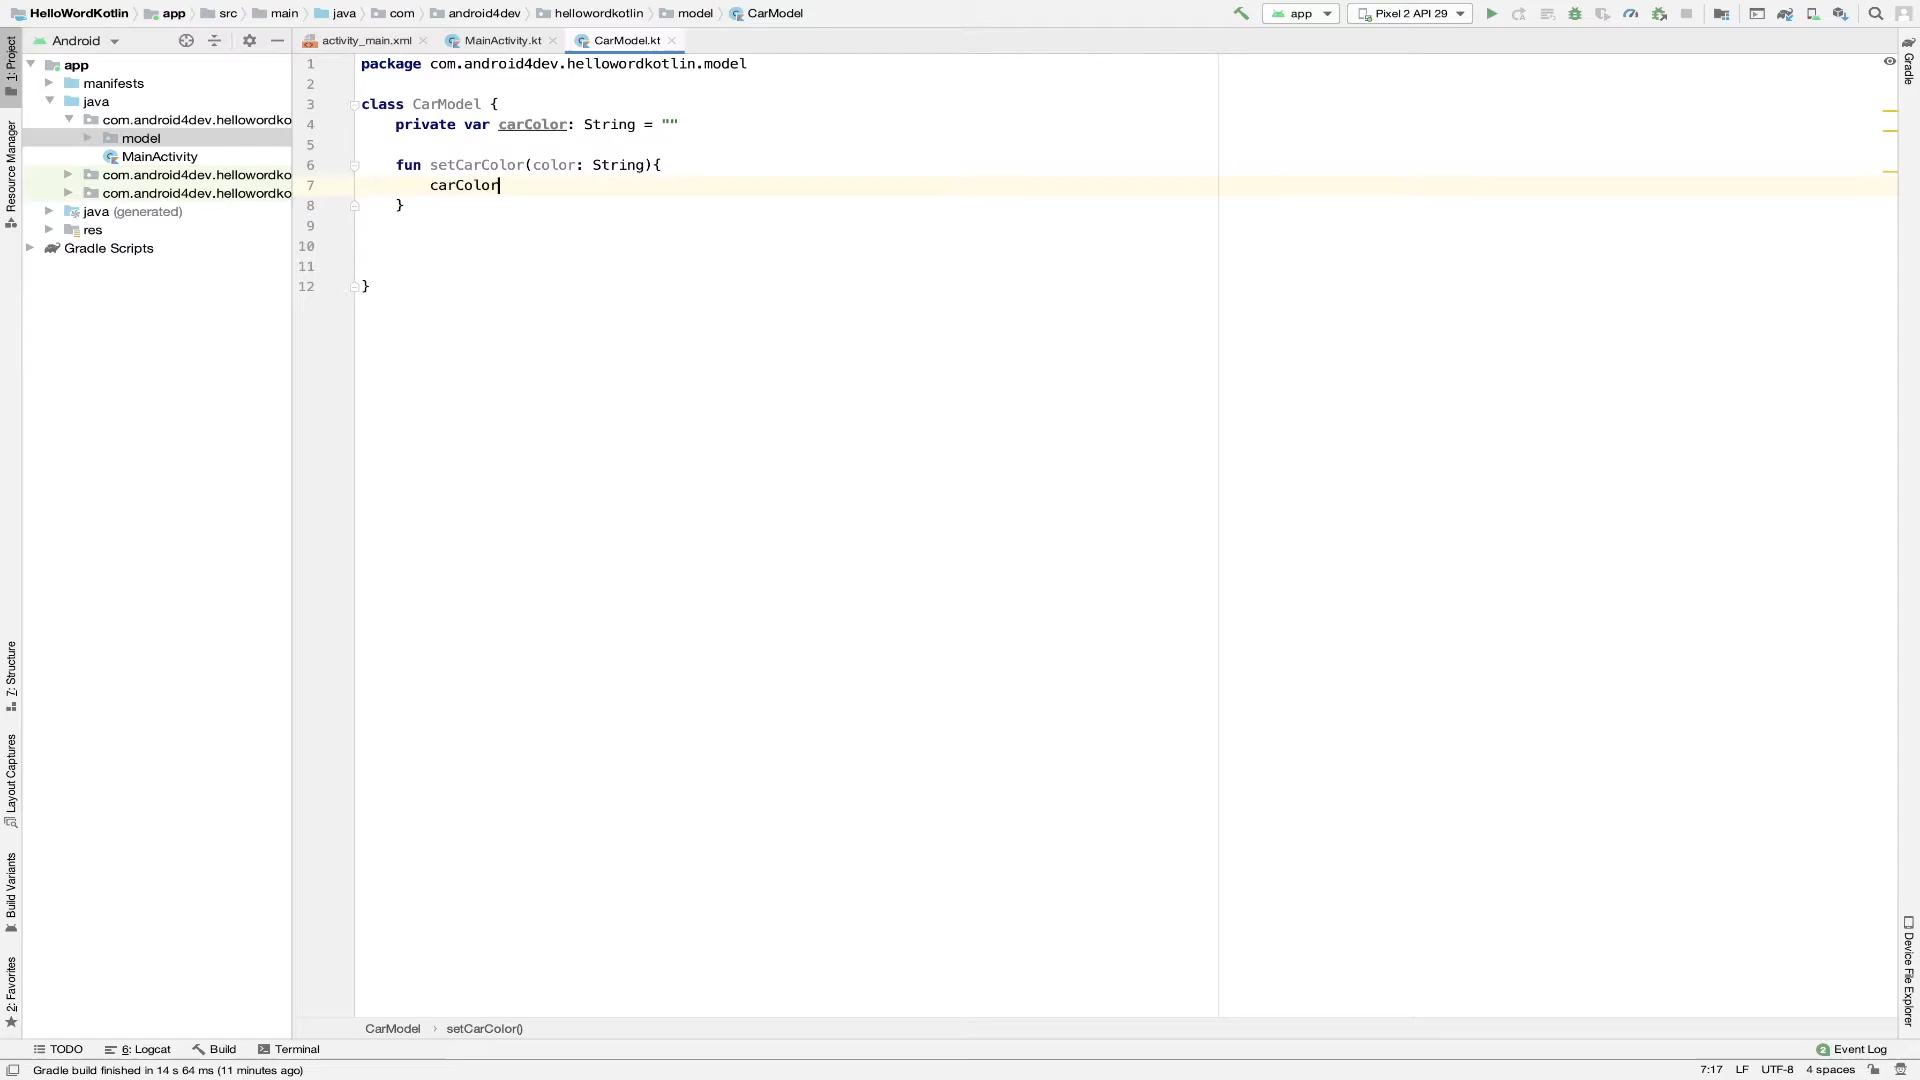 HelloWordKotlin app src main java com android4dev hellowordkotlin model CarModel app Pixel 2 API 29
1: Project
Resource Manager
7: Structure
Layout Captures
Build Variants
2: Favorites
Android
app
manifests
java
com.android4dev.hellowordko
model
MainActivity
com.android4dev.hellowordko
com.android4dev.hellowordko
java (generated)
res
Gradle Scripts
activity_main.xml MainActivity.kt CarModel.kt
1 package com.android4dev.hellowordkotlin.model
2
3 class CarModel {
4 private var carColor: String = ""
5
6 fun setCarColor(color: String){
7 carColor
8 }
9
10
11
12 }
CarModel setCarColor()
Gradle
Device File Explorer
TODO 6: Logcat Build Terminal 2 Event Log
Gradle build finished in 14 s 64 ms (11 minutes ago) 7:17 LF UTF-8 4 spaces